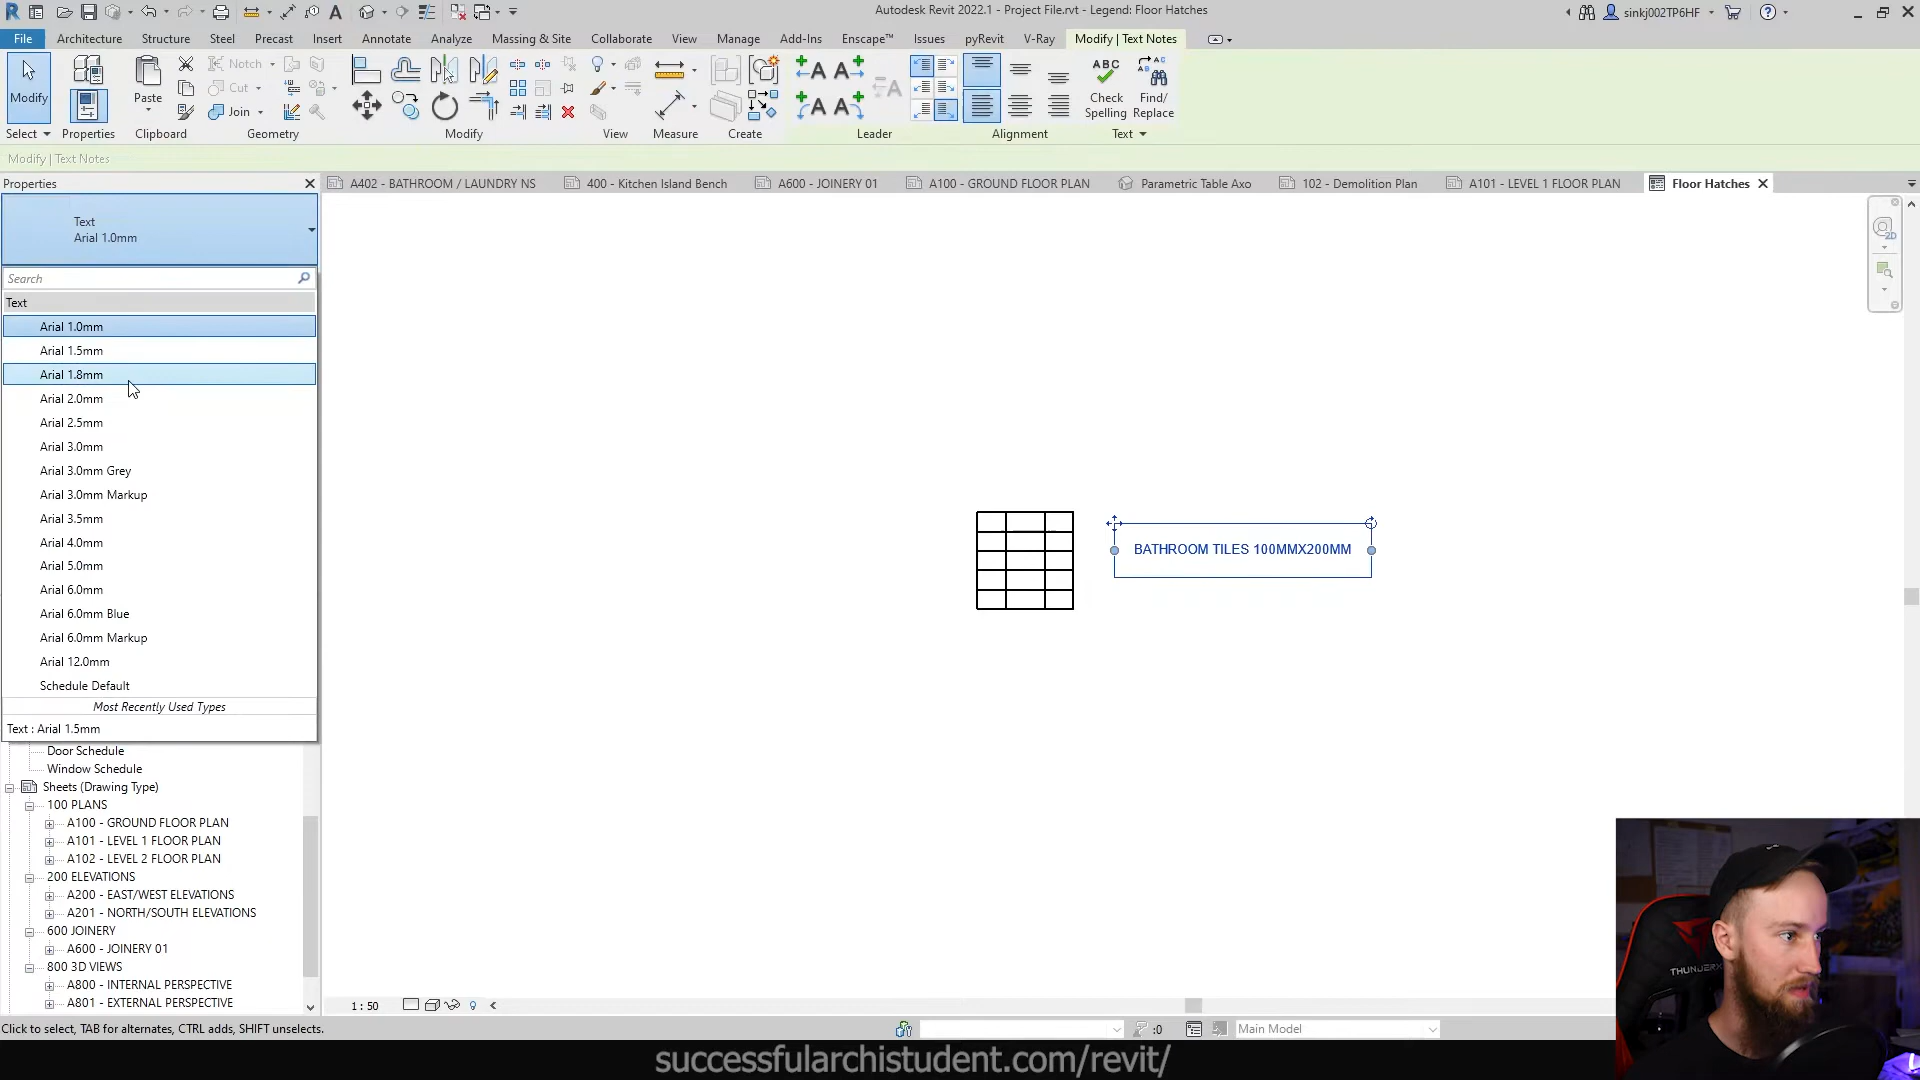 Autodesk Revit 2022.1 - Project File.rvt - Legend: Floor Hatches
sinkj002TP6HF
File Architecture Structure Steel Precast Insert Annotate Analyze Massing & Site Collaborate View Manage Add-Ins Enscape™ Issues pyRevit V-Ray Modify | Text Notes
Modify
Properties
Paste
Notch
Cut
Join
ABC
Check Spelling
Find/ Replace
Select Properties Clipboard Geometry Modify View Measure Create Leader Alignment Text
Modify | Text Notes
Properties
A402 - BATHROOM / LAUNDRY NS
400 - Kitchen Island Bench
A600 - JOINERY 01
A100 - GROUND FLOOR PLAN
Parametric Table Axo
102 - Demolition Plan
A101 - LEVEL 1 FLOOR PLAN
Floor Hatches
Text
Arial 1.0mm
Search
Text
Arial 1.0mm
Arial 1.5mm
Arial 1.8mm
Arial 2.0mm
Arial 2.5mm
Arial 3.0mm
Arial 3.0mm Grey
Arial 3.0mm Markup
Arial 3.5mm
Arial 4.0mm
Arial 5.0mm
Arial 6.0mm
Arial 6.0mm Blue
Arial 6.0mm Markup
Arial 12.0mm
Schedule Default
Most Recently Used Types
Text : Arial 1.5mm
Door Schedule
Window Schedule
Sheets (Drawing Type)
100 PLANS
A100 - GROUND FLOOR PLAN
A101 - LEVEL 1 FLOOR PLAN
A102 - LEVEL 2 FLOOR PLAN
200 ELEVATIONS
A200 - EAST/WEST ELEVATIONS
A201 - NORTH/SOUTH ELEVATIONS
600 JOINERY
A600 - JOINERY 01
800 3D VIEWS
A800 - INTERNAL PERSPECTIVE
A801 - EXTERNAL PERSPECTIVE
BATHROOM TILES 100MMX200MM
2D
1 : 50
Click to select, TAB for alternates, CTRL adds, SHIFT unselects.
:0
Main Model
successfularchistudent.com/revit/